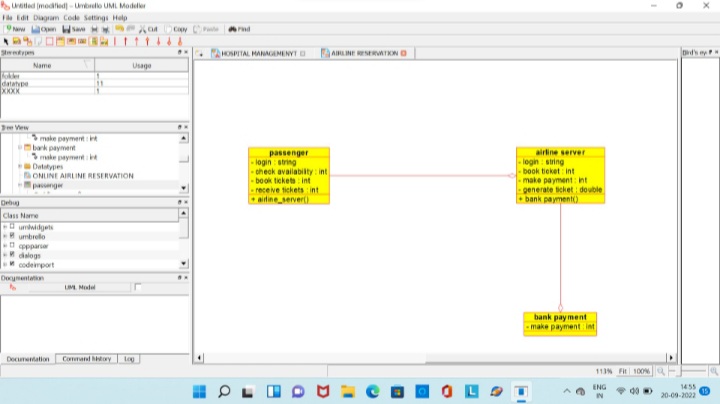 Untitled [modified] - Umbrello UML Modeller
File Edit Diagram Code Settings Help
New Open Save Cut Copy Paste Find
Stereotypes
HOSPITAL MANAGEMENYT
AIRLINE RESERVATION
Bird's ey
Name Usage
folder 1
datatype 11
XXXX 1
Tree View
make payment : int
bank payment
make payment : int
Datatypes
ONLINE AIRLINE RESERVATION
passenger
Debug
Class Name
umlwidgets
umbrello
cppparser
dialogs
codeimport
Documentation
UML Model
Documentation Command history Log
passenger
- login : string
- check availability : int
- book tickets : int
- receive tickets : int
+ airline_server()
airline server
- login : string
- book ticket : int
- make payment : int
- generate ticket : double
+ bank payment()
bank payment
- make payment : int
113% Fit 100%
ENG
IN
14:55
20-09-2022
15